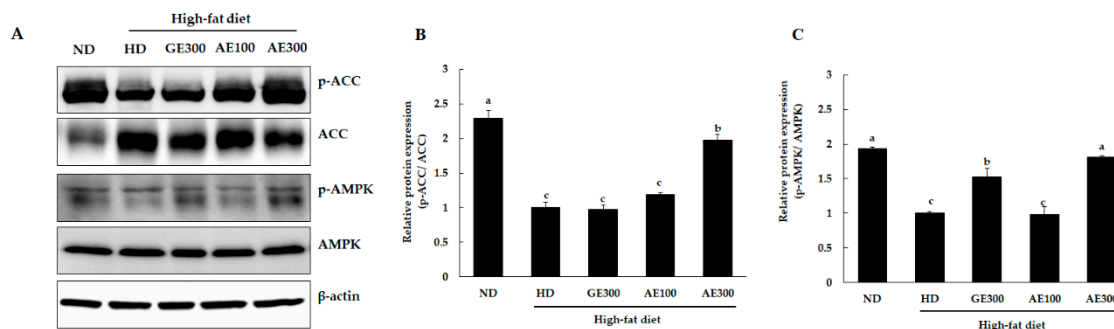 A
High-fat diet
ND HD GE300 AE100 AE300
p-ACC
ACC
p-AMPK
AMPK
β-actin
B
Relative protein expression
(p-ACC/ ACC)
3
2.5
2
1.5
1
0.5
0
a
c
c
c
b
ND HD GE300 AE100 AE300
High-fat diet
C
Relative protein expression
(p-AMPK/ AMPK)
3
2.5
2
1.5
1
0.5
0
a
c
b
c
a
ND HD GE300 AE100 AE300
High-fat diet